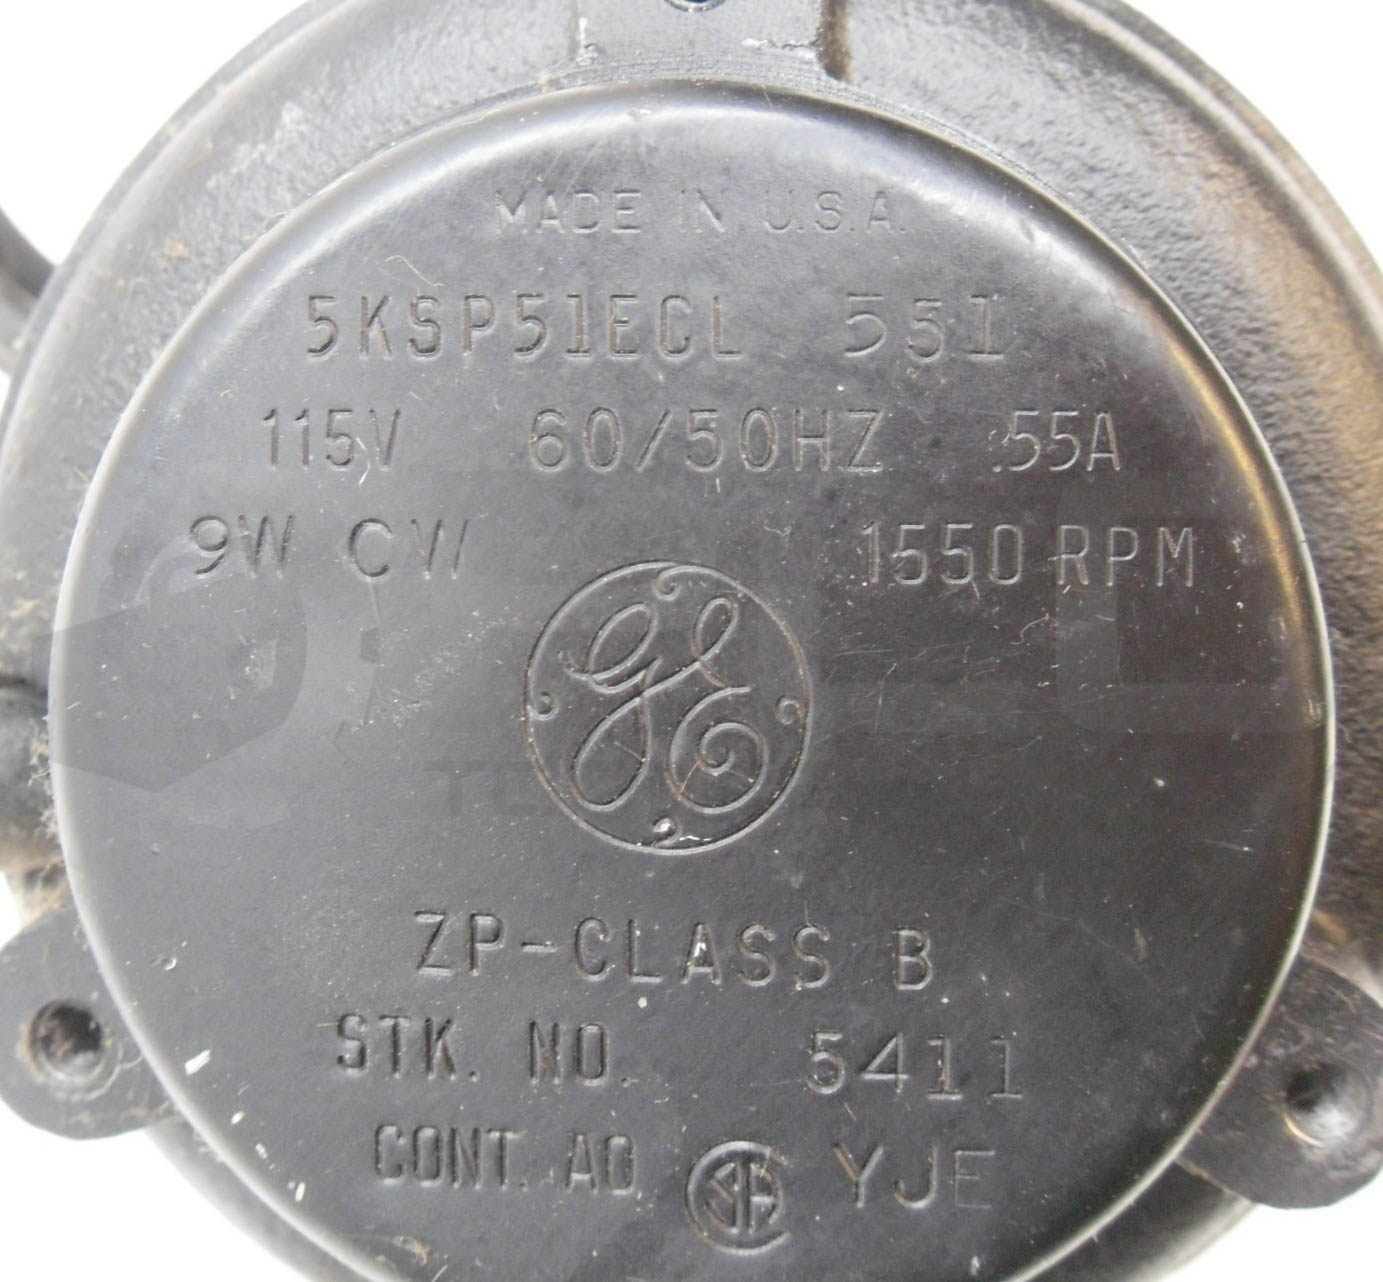 MADE IN U.S.A.
5KSP51ECL 551
115V 60/50HZ .55A
9W CW 1550 RPM
GE
ZP-CLASS B
STK. NO. 5411
CONT. AO SA YJE